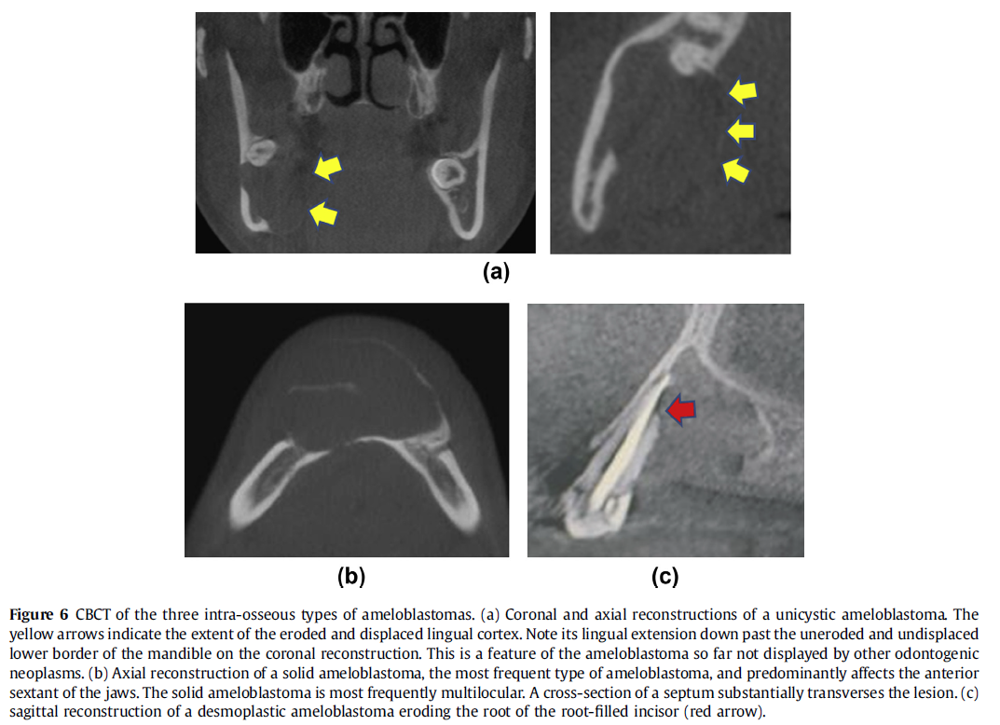 (a)
(b)
(c)
Figure 6 CBCT of the three intra-osseous types of ameloblastomas. (a) Coronal and axial reconstructions of a unicystic ameloblastoma. The
yellow arrows indicate the extent of the eroded and displaced lingual cortex. Note its lingual extension down past the uneroded and undisplaced
lower border of the mandible on the coronal reconstruction. This is a feature of the ameloblastoma so far not displayed by other odontogenic
neoplasms. (b) Axial reconstruction of a solid ameloblastoma, the most frequent type of ameloblastoma, and predominantly affects the anterior
sextant of the jaws. The solid ameloblastoma is most frequently multilocular. A cross-section of a septum substantially transverses the lesion. (c)
sagittal reconstruction of a desmoplastic ameloblastoma eroding the root of the root-filled incisor (red arrow).